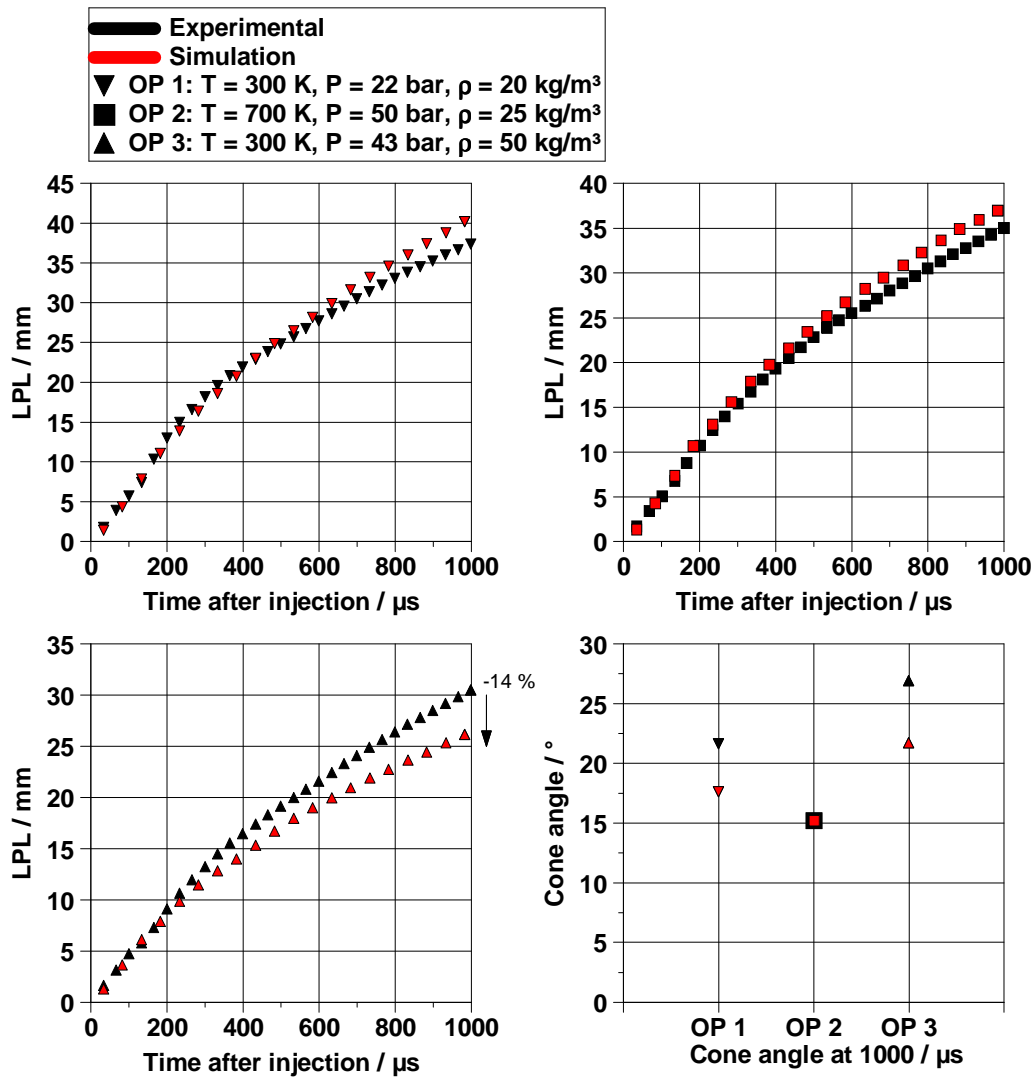 Experimental
Simulation
OP 1: T = 300 K, P = 22 bar, ρ = 20 kg/m³
OP 2: T = 700 K, P = 50 bar, ρ = 25 kg/m³
OP 3: T = 300 K, P = 43 bar, ρ = 50 kg/m³
45
40
35
30
25
20
15
10
5
0
LPL / mm
0 200 400 600 800 1000
Time after injection / µs
40
35
30
25
20
15
10
5
0
LPL / mm
0 200 400 600 800 1000
Time after injection / µs
35
30
25
20
15
10
5
0
LPL / mm
-14 %
0 200 400 600 800 1000
Time after injection / µs
30
25
20
15
10
5
0
Cone angle / °
OP 1 OP 2 OP 3
Cone angle at 1000 / µs